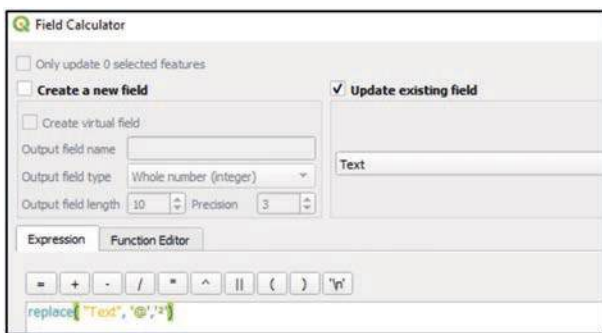 Field Calculator
Only update 0 selected features
Create a new field
Update existing field
Create virtual field
Output field name
Text
Output field type Whole number (integer)
Output field length 10 Precision 3
Expression Function Editor
= + - / * ^ || ( ) '\n'
replace( "Text", '@','²')